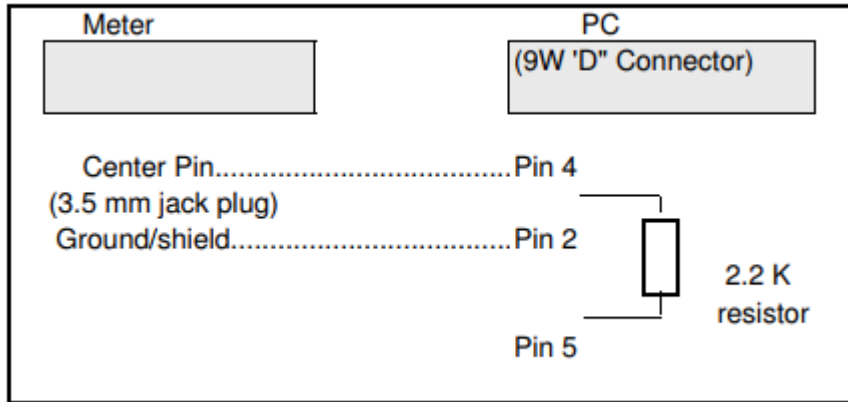 Meter PC
(9W 'D" Connector)
Center Pin......................................Pin 4
(3.5 mm jack plug)
Ground/shield....................................Pin 2
2.2 K
resistor
Pin 5